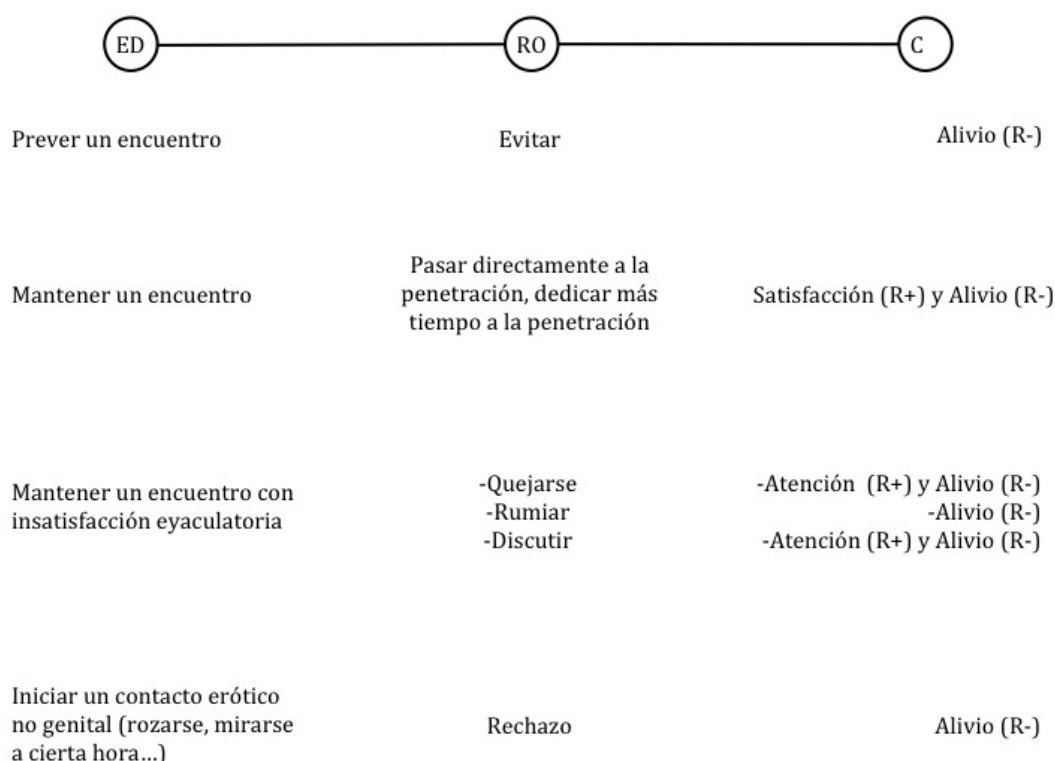 ED RO C
Prever un encuentro Evitar Alivio (R-)
Mantener un encuentro
Pasar directamente a la
penetración, dedicar más
tiempo a la penetración
Satisfacción (R+) y Alivio (R-)
Mantener un encuentro con
insatisfacción eyaculatoria
-Quejarse
-Rumiar
-Discutir
-Atención (R+) y Alivio (R-)
-Alivio (R-)
-Atención (R+) y Alivio (R-)
Iniciar un contacto erótico
no genital (rozarse, mirarse
a cierta hora...)
Rechazo
Alivio (R-)